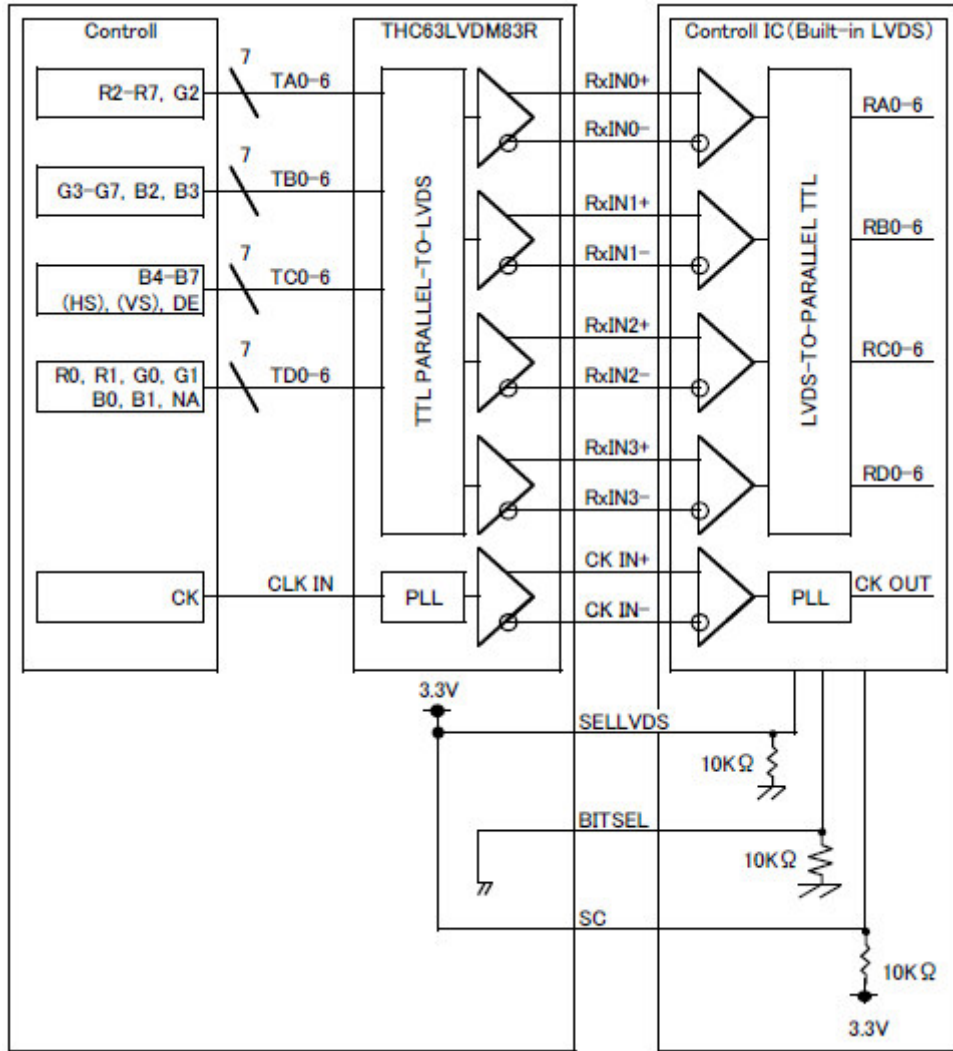 Controll
THC63LVDM83R
Controll IC(Built-in LVDS)
R2-R7, G2
7
TA0-6
RxIN0+
RxIN0-
RA0-6
G3-G7, B2, B3
7
TB0-6
RxIN1+
RxIN1-
RB0-6
B4-B7
(HS), (VS), DE
7
TC0-6
RxIN2+
RxIN2-
RC0-6
R0, R1, G0, G1
B0, B1, NA
7
TD0-6
RxIN3+
RxIN3-
RD0-6
TTL PARALLEL-TO-LVDS
LVDS-TO-PARALLEL TTL
CK
CLK IN
PLL
CK IN+
CK IN-
PLL
CK OUT
3.3V
SELLVDS
10KΩ
BITSEL
10KΩ
SC
10KΩ
3.3V